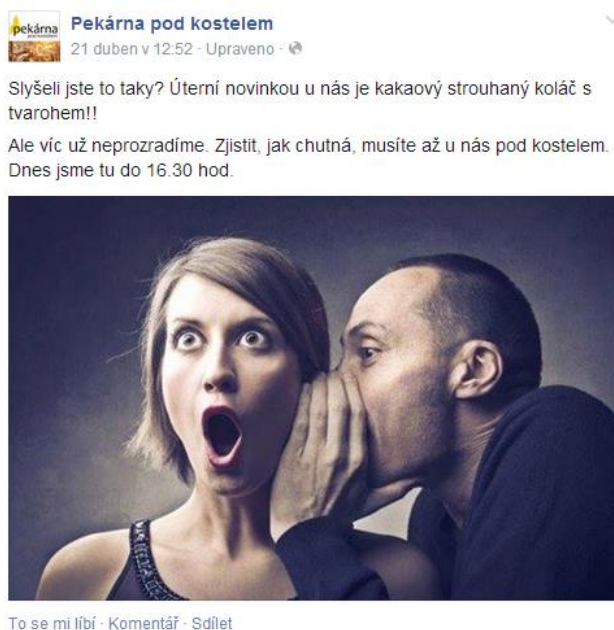 pekárna
pod kostelem
Pekárna pod kostelem
21 duben v 12:52 · Upraveno ·
Slyšeli jste to taky? Úterní novinkou u nás je kakaový strouhaný koláč s
tvarohem!!
Ale víc už neprozradíme. Zjistit, jak chutná, musíte až u nás pod kostelem.
Dnes jsme tu do 16.30 hod.
To se mi líbí · Komentář · Sdílet